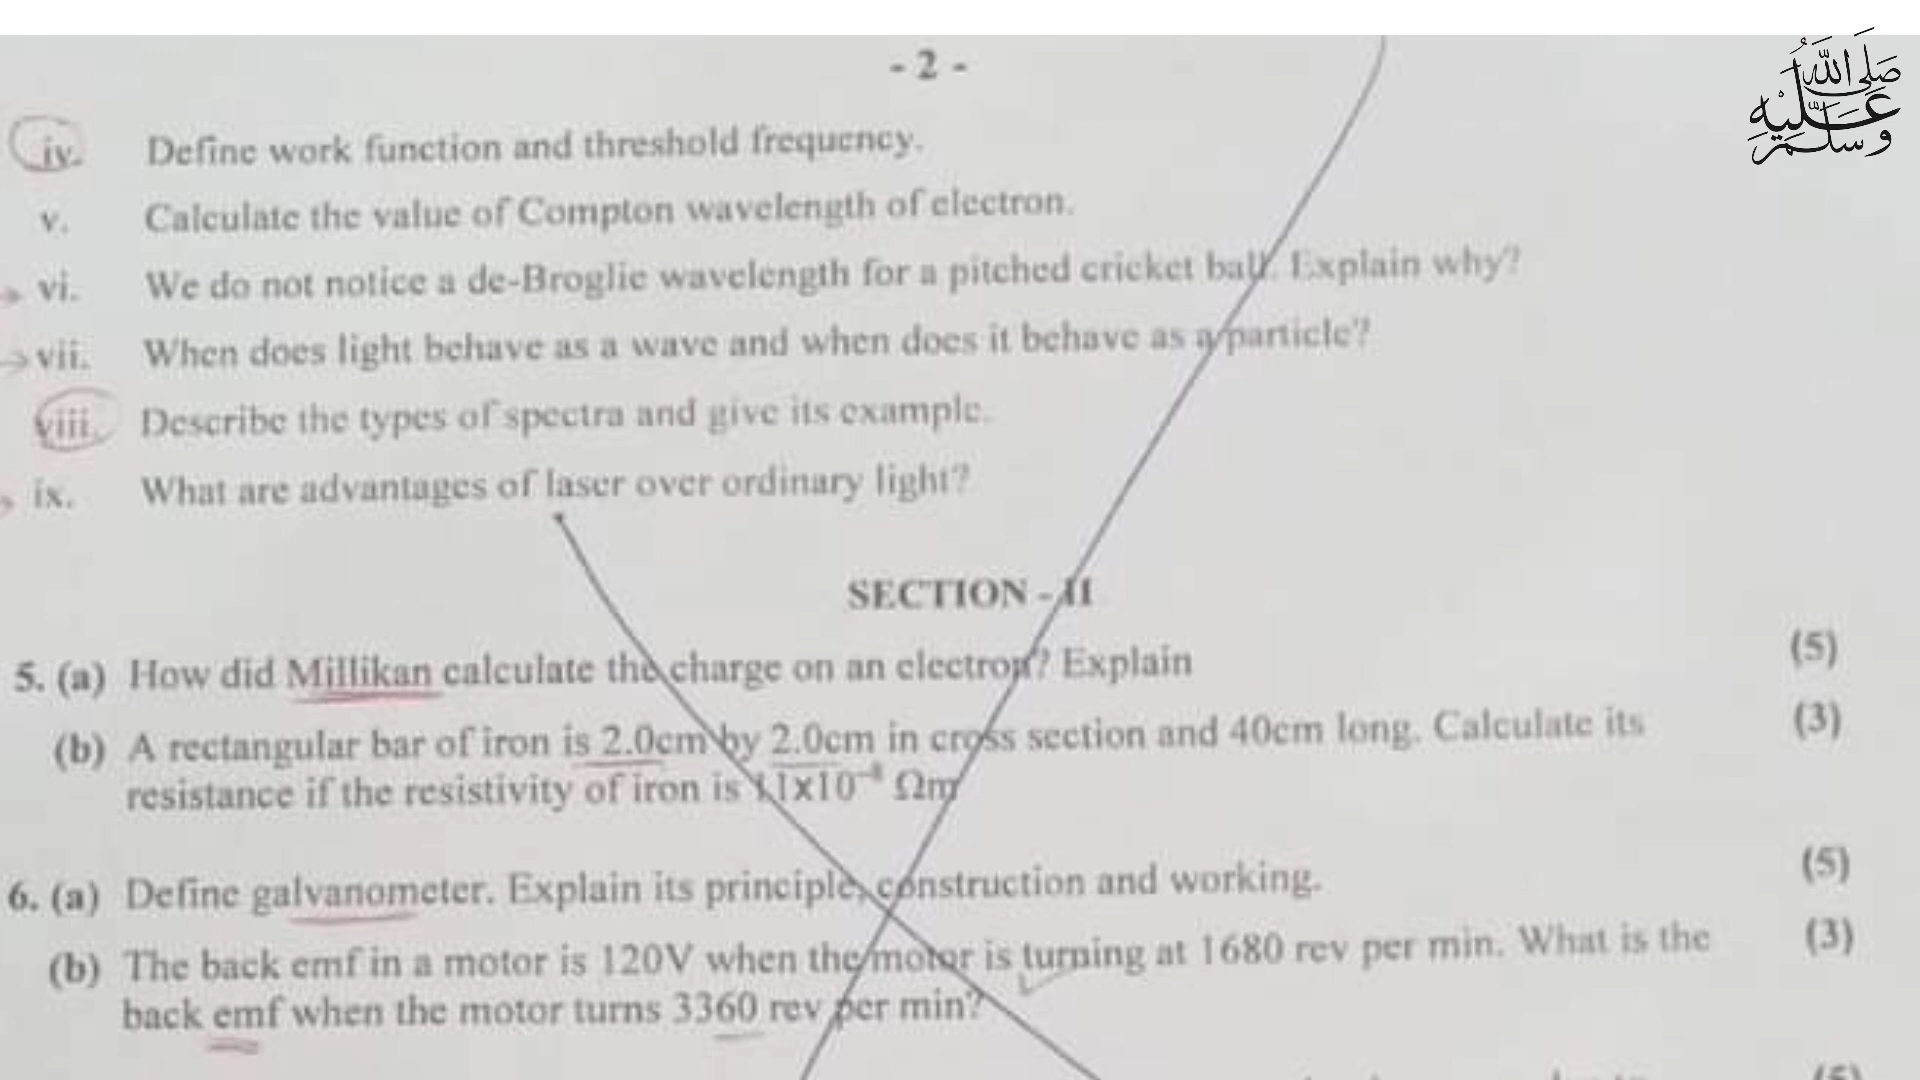 - 2 -
صلى الله عليه وسلم
iv. Define work function and threshold frequency.
v. Calculate the value of Compton wavelength of electron.
vi. We do not notice a de-Broglie wavelength for a pitched cricket ball. Explain why?
vii. When does light behave as a wave and when does it behave as a particle?
viii. Describe the types of spectra and give its example.
ix. What are advantages of laser over ordinary light?
SECTION - II
5. (a) How did Millikan calculate the charge on an electron? Explain (5)
(b) A rectangular bar of iron is 2.0cm by 2.0cm in cross section and 40cm long. Calculate its (3)
resistance if the resistivity of iron is 11x10⁻⁸ Ωm
6. (a) Define galvanometer. Explain its principle, construction and working. (5)
(b) The back emf in a motor is 120V when the motor is turning at 1680 rev per min. What is the (3)
back emf when the motor turns 3360 rev per min?
(5)